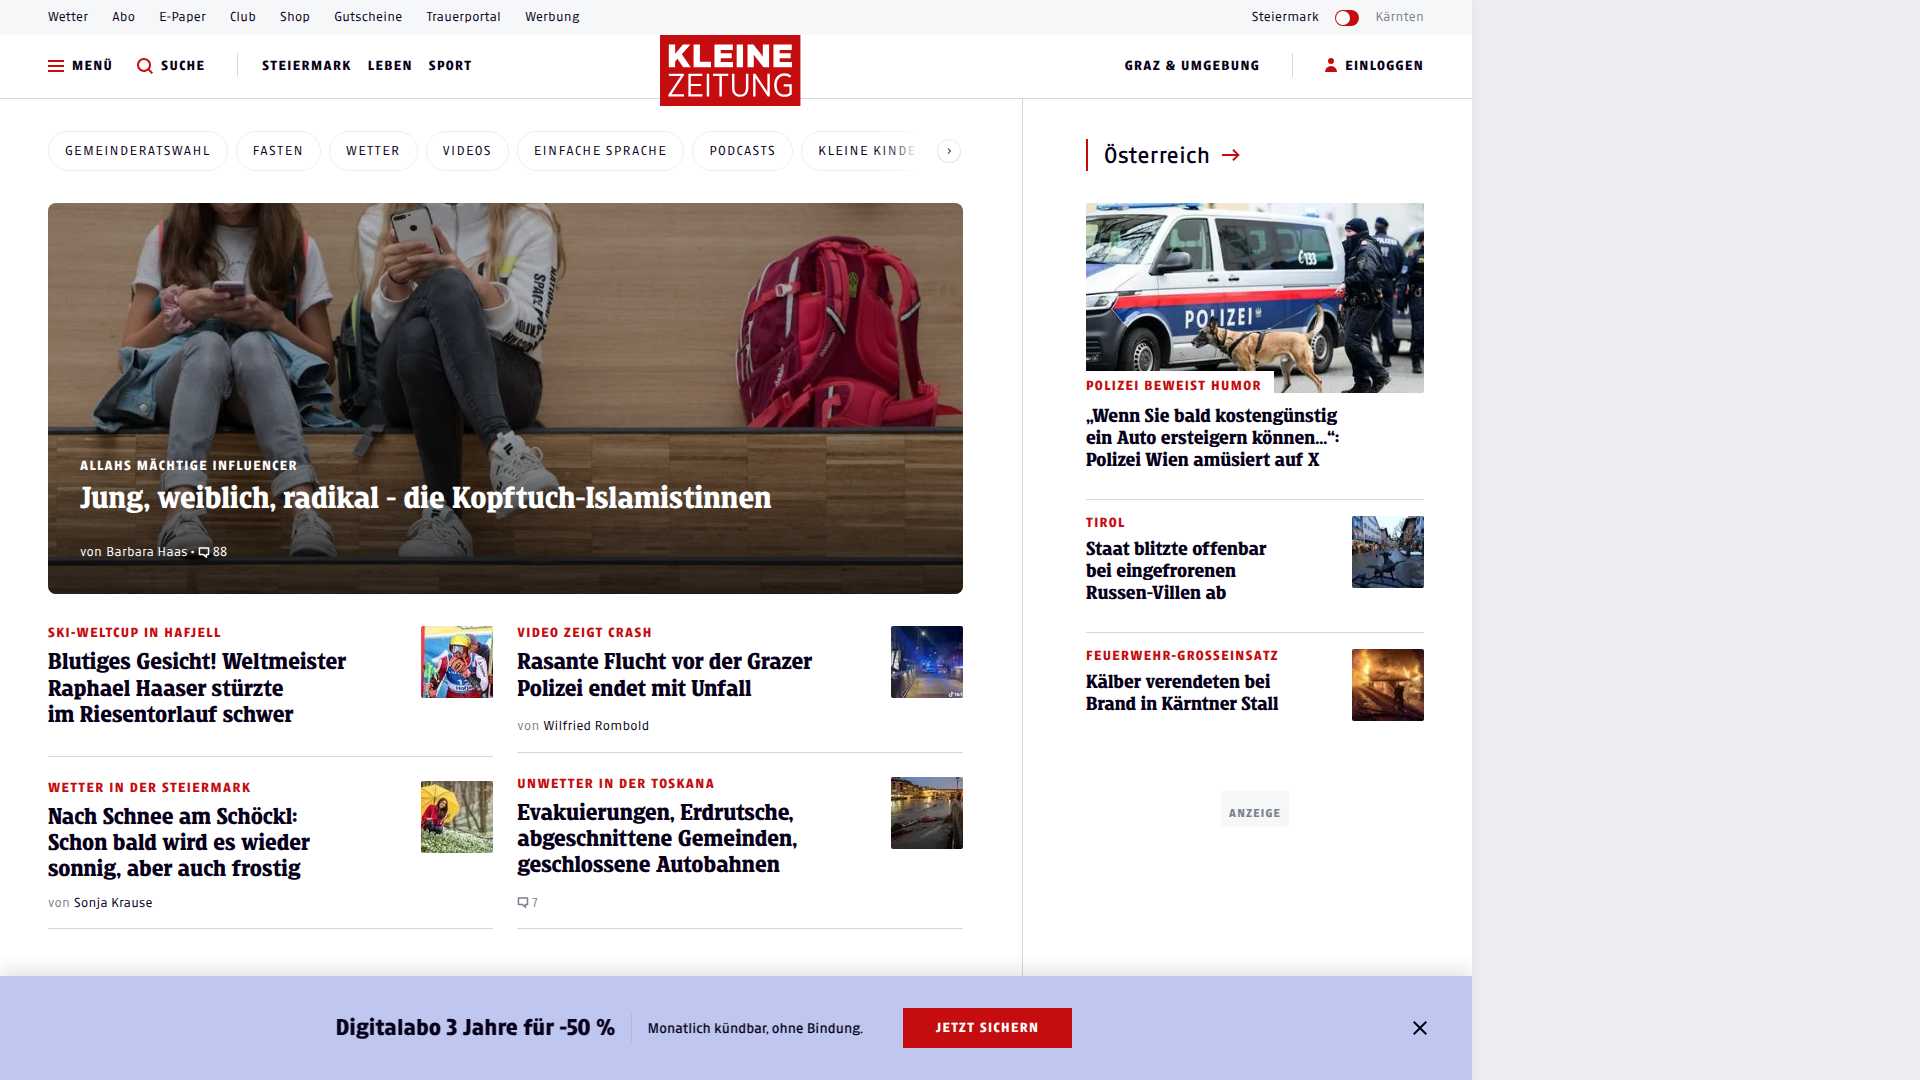 Wetter Abo E-Paper Club Shop Gutscheine Trauerportal Werbung
Steiermark Kärnten
MENÜ SUCHE STEIERMARK LEBEN SPORT
KLEINE
ZEITUNG
GRAZ & UMGEBUNG EINLOGGEN
GEMEINDERATSWAHL FASTEN WETTER VIDEOS EINFACHE SPRACHE PODCASTS KLEINE KINDE
ALLAHS MÄCHTIGE INFLUENCER
Jung, weiblich, radikal - die Kopftuch-Islamistinnen
von Barbara Haas • 88
SKI-WELTCUP IN HAFJELL
Blutiges Gesicht! Weltmeister
Raphael Haaser stürzte
im Riesentorlauf schwer
WETTER IN DER STEIERMARK
Nach Schnee am Schöckl:
Schon bald wird es wieder
sonnig, aber auch frostig
von Sonja Krause
VIDEO ZEIGT CRASH
Rasante Flucht vor der Grazer
Polizei endet mit Unfall
von Wilfried Rombold
UNWETTER IN DER TOSKANA
Evakuierungen, Erdrutsche,
abgeschnittene Gemeinden,
geschlossene Autobahnen
7
Österreich
133
POLIZEI
POLIZEI BEWEIST HUMOR
„Wenn Sie bald kostengünstig
ein Auto ersteigern können...“:
Polizei Wien amüsiert auf X
TIROL
Staat blitzte offenbar
bei eingefrorenen
Russen-Villen ab
FEUERWEHR-GROSSEINSATZ
Kälber verendeten bei
Brand in Kärntner Stall
ANZEIGE
Digitalabo 3 Jahre für -50 %
Monatlich kündbar, ohne Bindung.
JETZT SICHERN